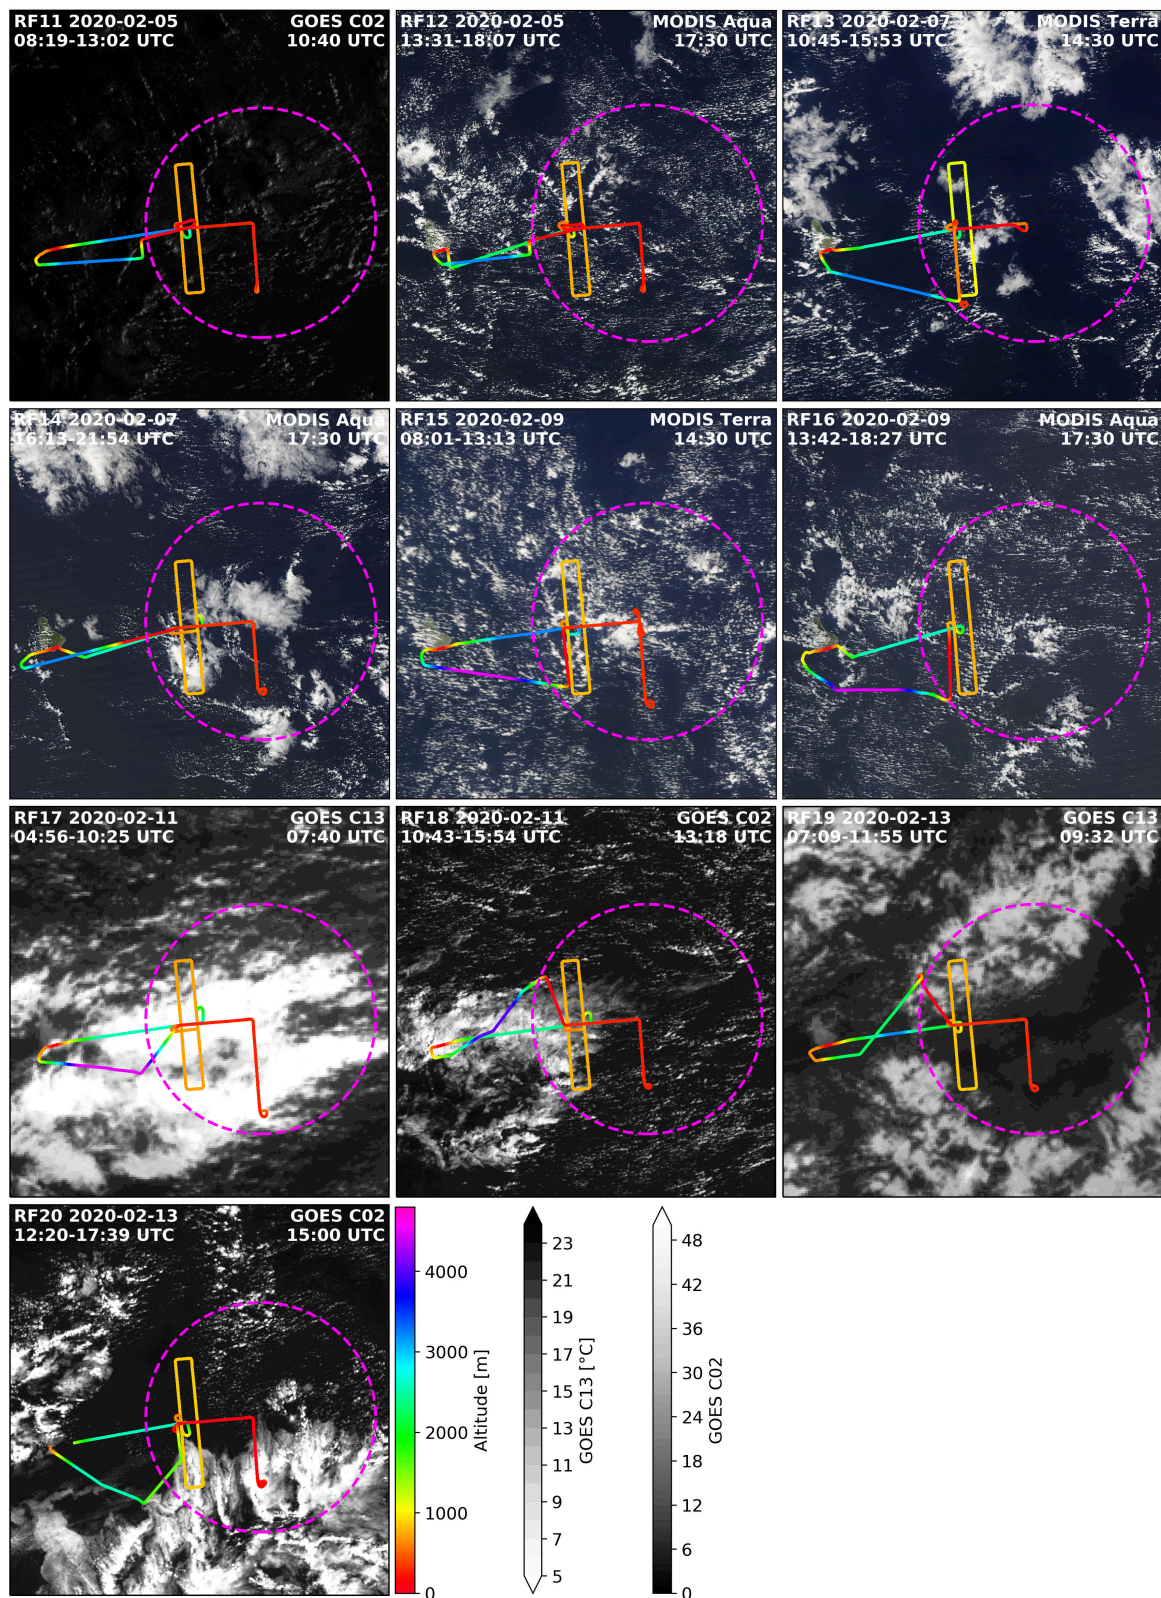 RF11 2020-02-05 GOES C02
08:19-13:02 UTC 10:40 UTC
RF12 2020-02-05 MODIS Aqua
13:31-18:07 UTC 17:30 UTC
RF13 2020-02-07 MODIS Terra
10:45-15:53 UTC 14:30 UTC
RF14 2020-02-07 MODIS Aqua
16:13-21:54 UTC 17:30 UTC
RF15 2020-02-09 MODIS Terra
08:01-13:13 UTC 14:30 UTC
RF16 2020-02-09 MODIS Aqua
13:42-18:27 UTC 17:30 UTC
RF17 2020-02-11 GOES C13
04:56-10:25 UTC 07:40 UTC
RF18 2020-02-11 GOES C02
10:43-15:54 UTC 13:18 UTC
RF19 2020-02-13 GOES C13
07:09-11:55 UTC 09:32 UTC
RF20 2020-02-13 GOES C02
12:20-17:39 UTC 15:00 UTC
4000
3000
2000
1000
0
Altitude [m]
23
21
19
17
15
13
11
9
7
5
GOES C13 [°C]
48
42
36
30
24
18
12
6
0
GOES C02